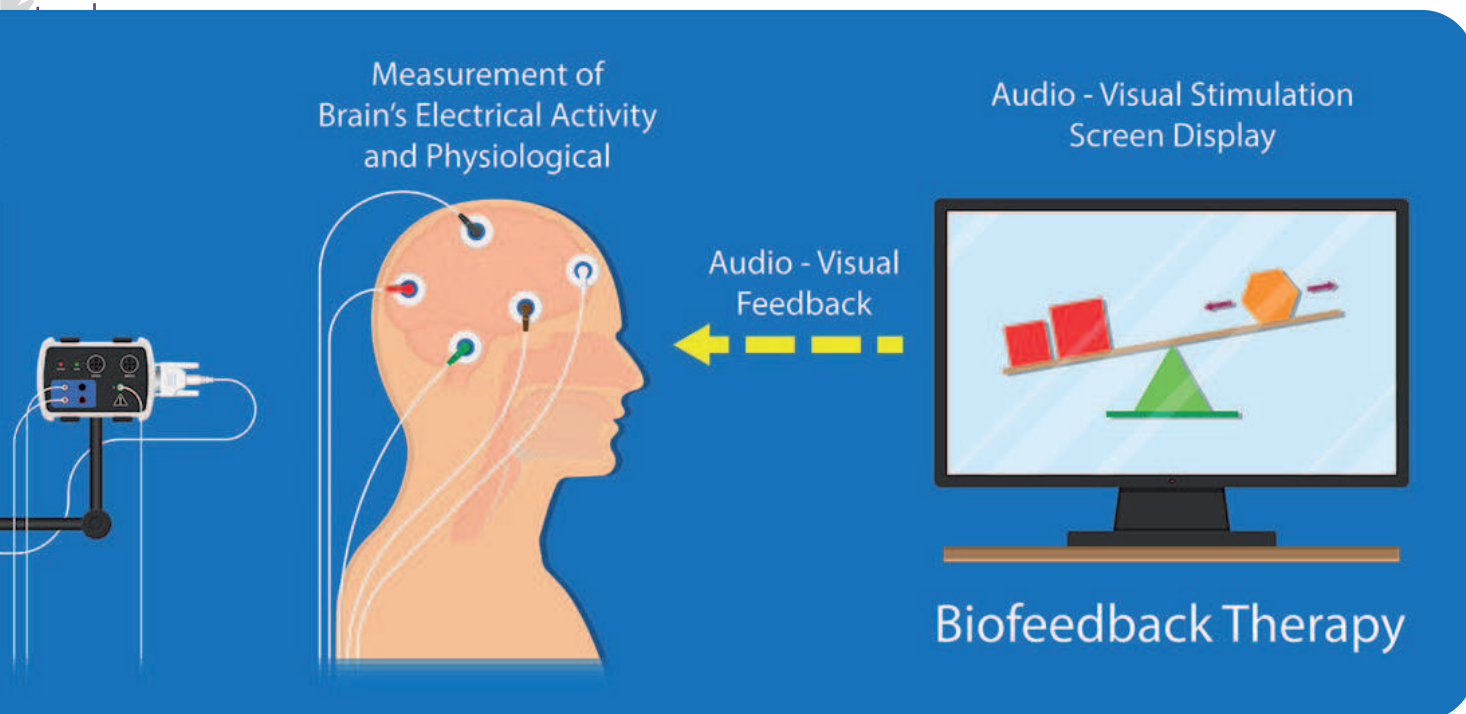 Measurement of
Brain's Electrical Activity
and Physiological
Audio - Visual Stimulation
Screen Display
Audio - Visual
Feedback
Biofeedback Therapy